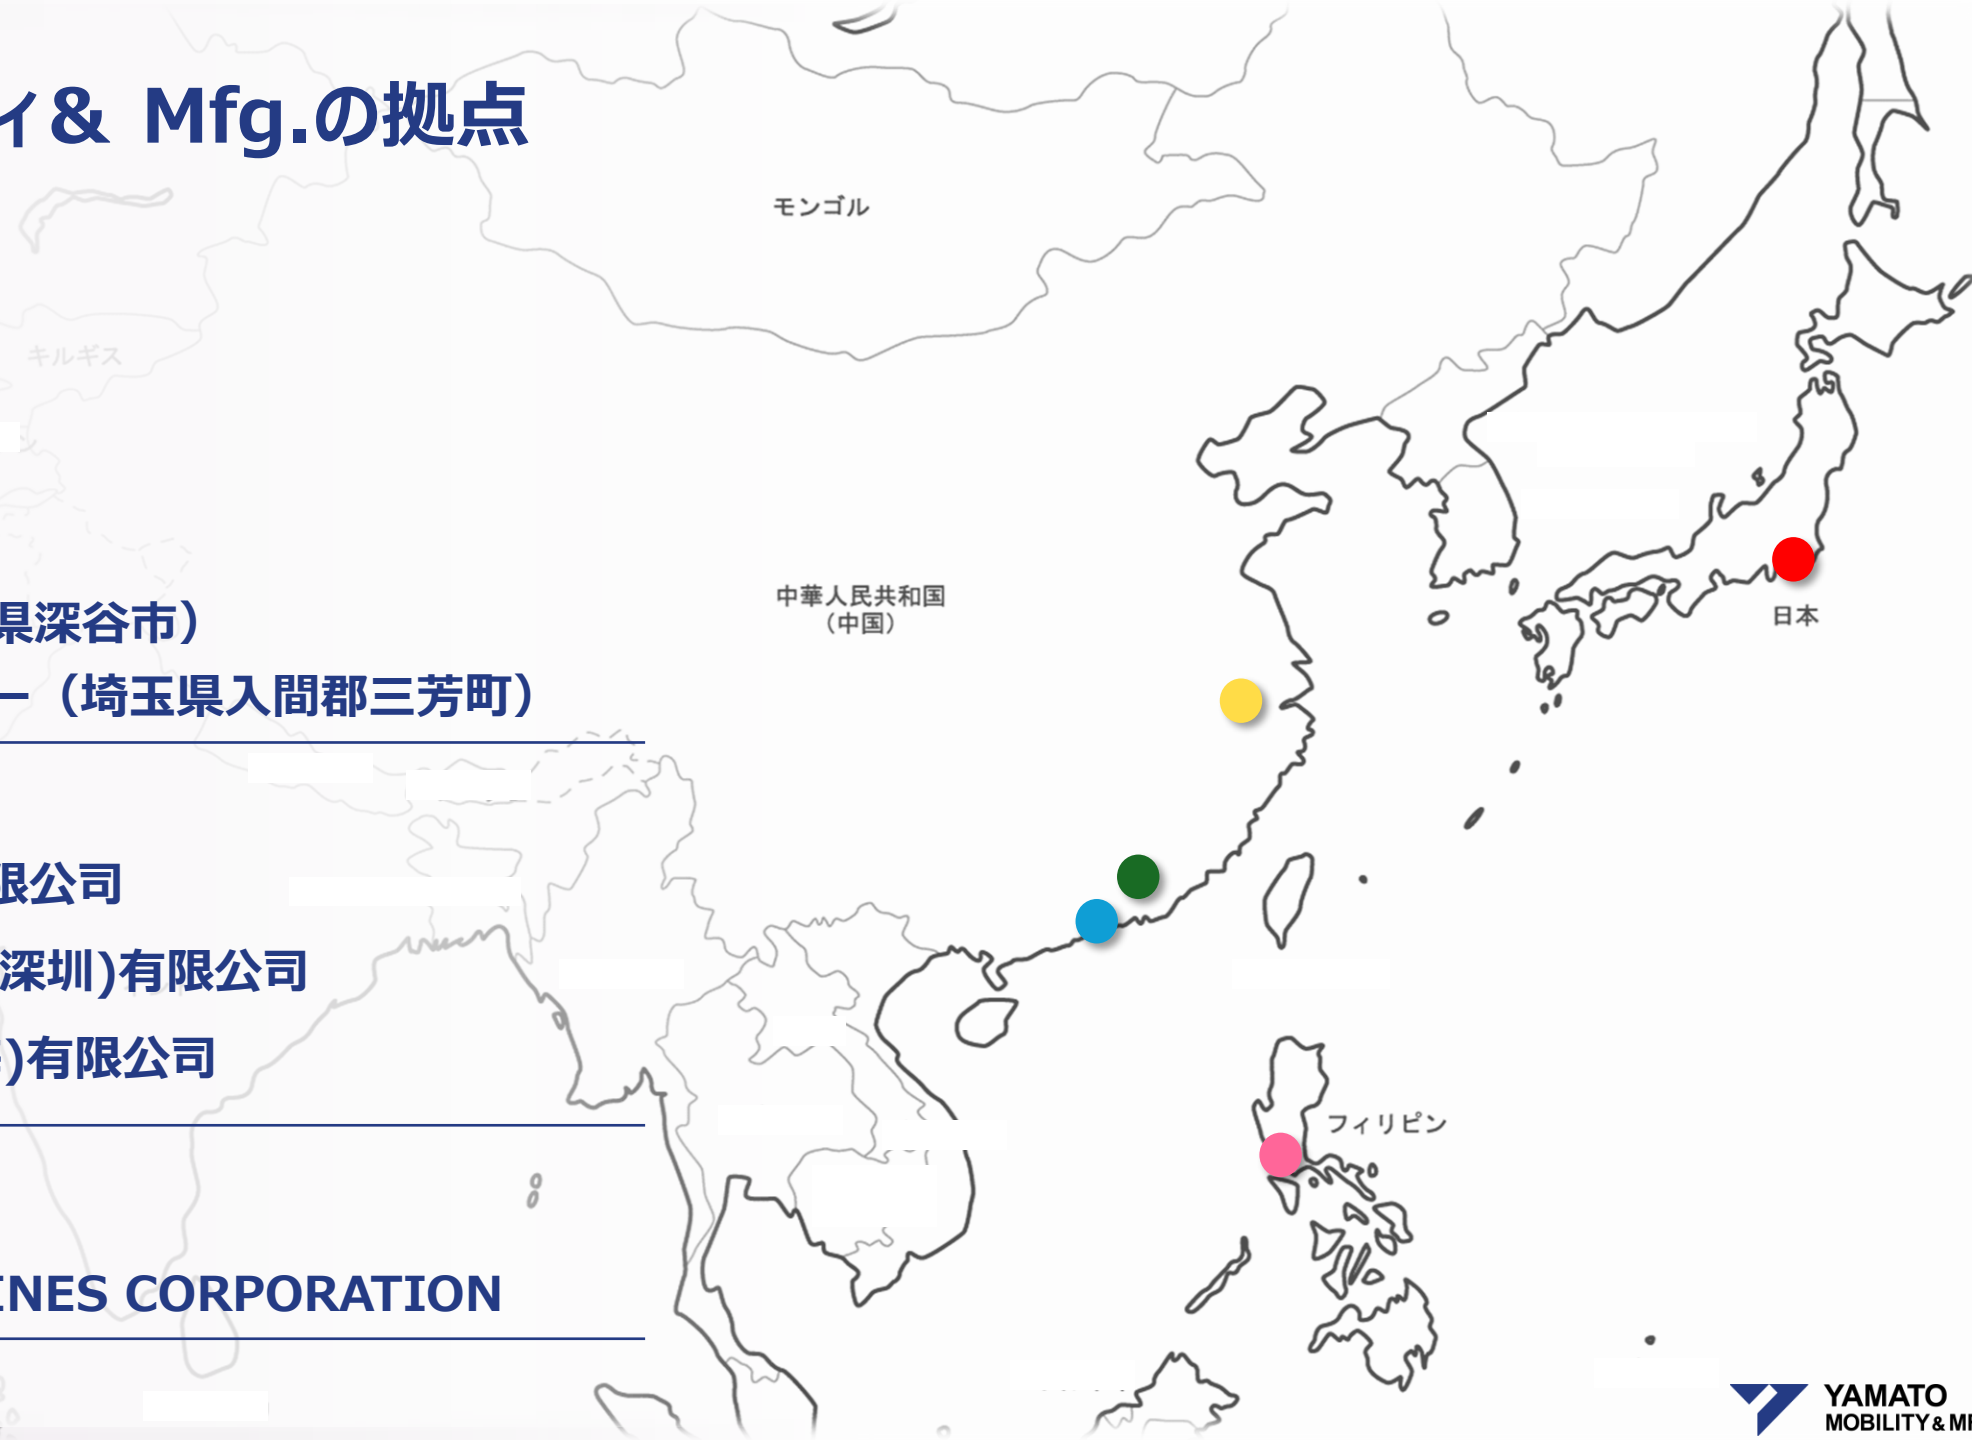 ィ& Mfg.の拠点
モンゴル
キルギス
中華人民共和国
（中国）
日本
県深谷市）
ー（埼玉県入間郡三芳町）
限公司
深圳)有限公司
)有限公司
フィリピン
INES CORPORATION
YAMATO
MOBILITY & MF